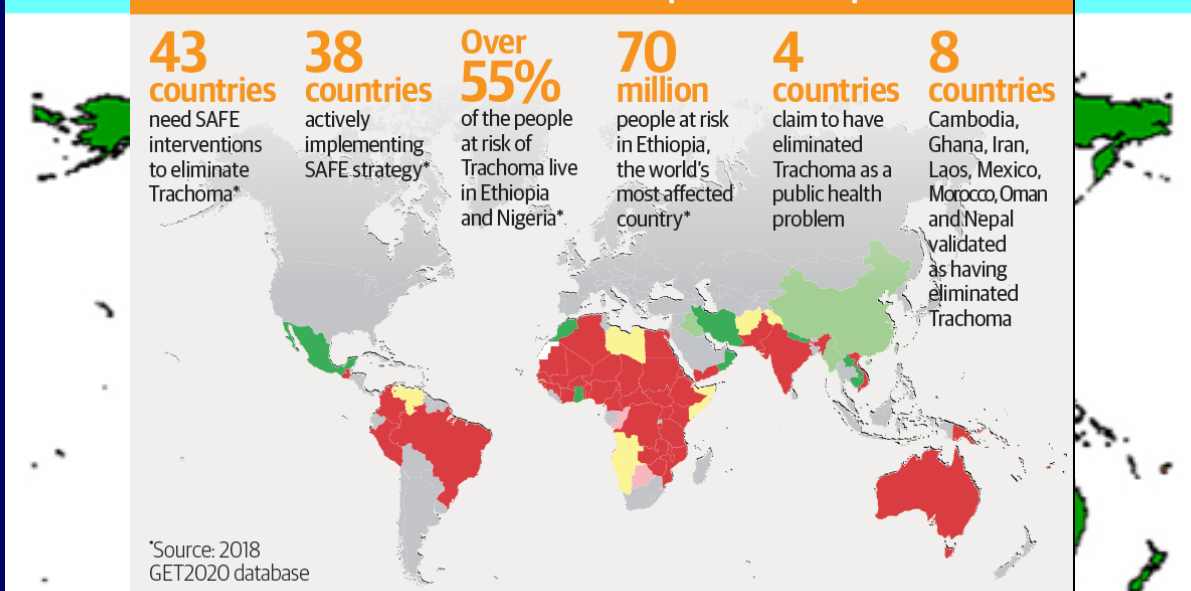 43
countries
need SAFE
interventions
to eliminate
Trachoma*
38
countries
actively
implementing
SAFE strategy*
Over
55%
of the people
at risk of
Trachoma live
in Ethiopia
and Nigeria*
70
million
people at risk
in Ethiopia,
the world's
most affected
country*
4
countries
claim to have
eliminated
Trachoma as a
public health
problem
8
countries
Cambodia,
Ghana, Iran,
Laos, Mexico,
Morocco, Oman
and Nepal
validated
as having
eliminated
Trachoma
*Source: 2018
GET2020 database